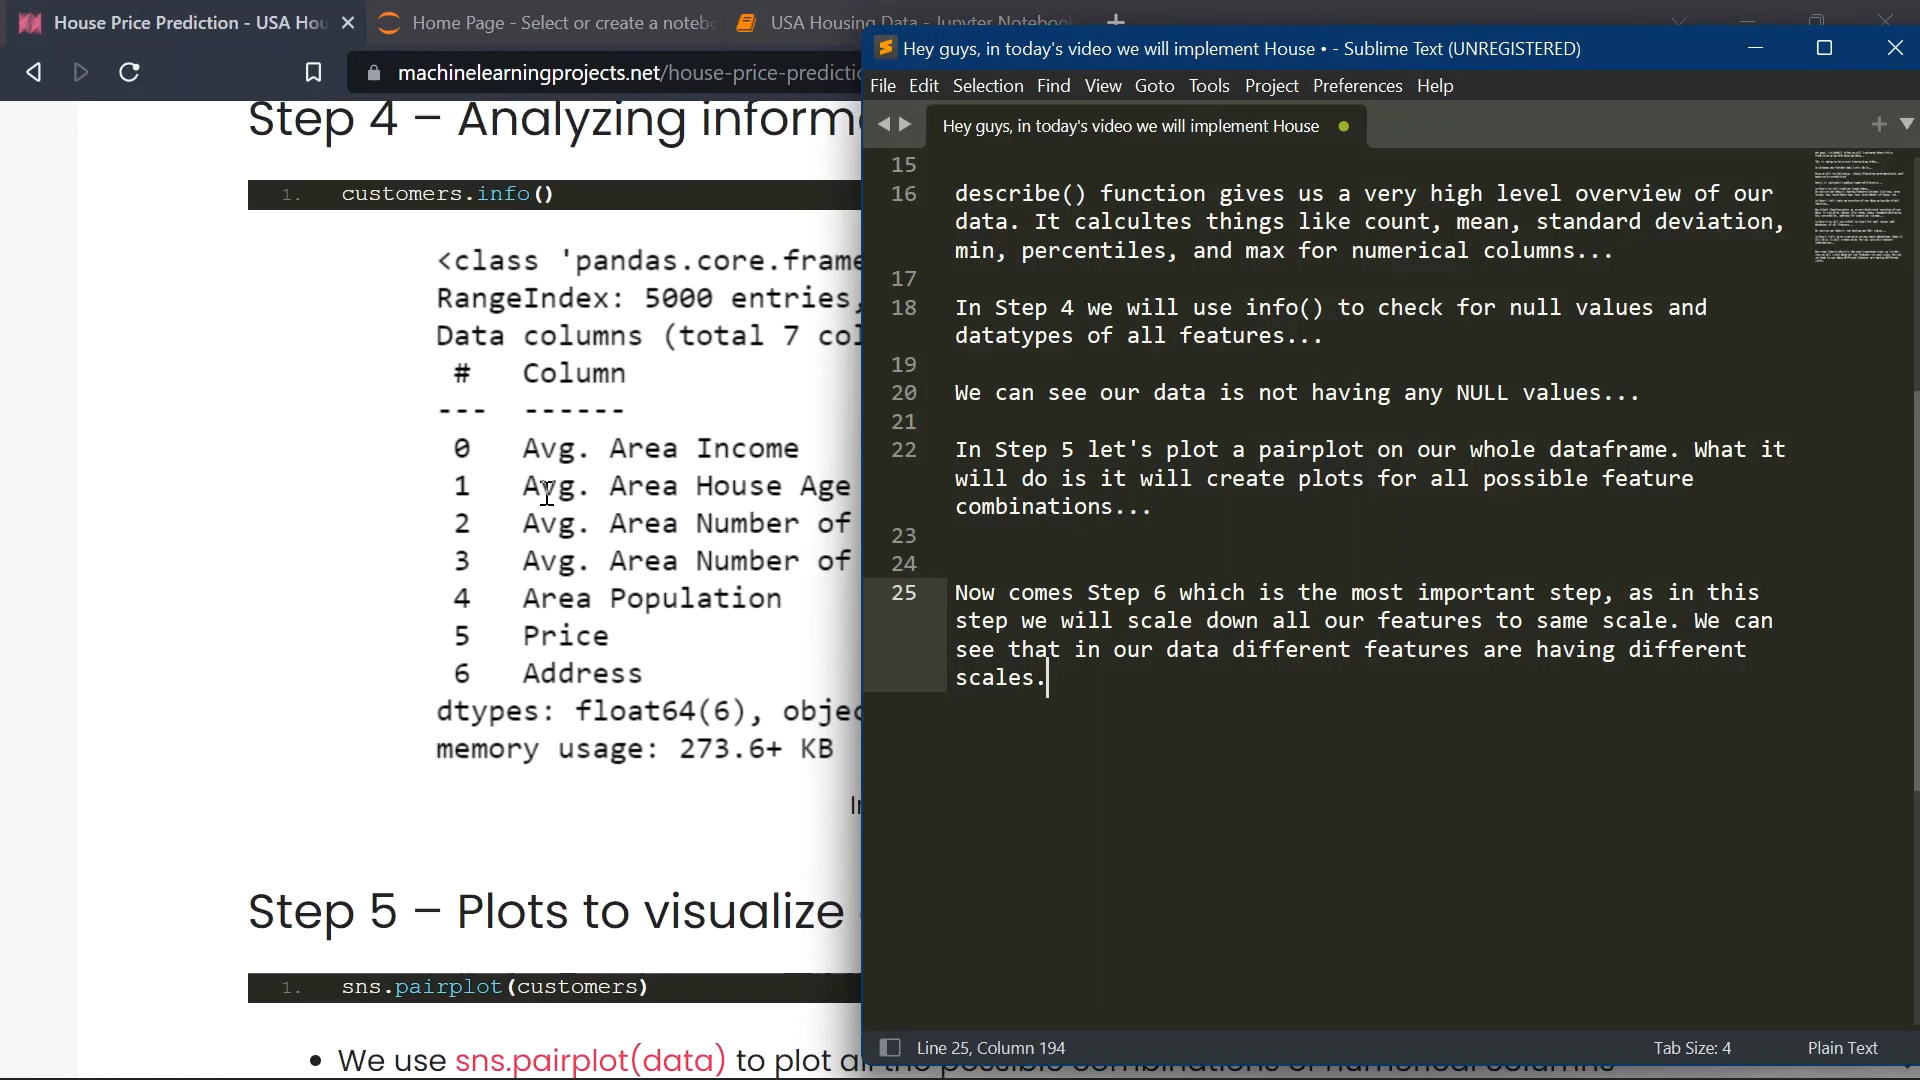 House Price Prediction - USA Hou
Home Page - Select or create a noteb
USA Housing Data - Jupyter Notebook
Hey guys, in today's video we will implement House • - Sublime Text (UNREGISTERED)
machinelearningprojects.net/house-price-predictic
File Edit Selection Find View Goto Tools Project Preferences Help
Hey guys, in today's video we will implement House
Step 4 – Analyzing inform
1. customers.info()
<class 'pandas.core.frame
RangeIndex: 5000 entries,
Data columns (total 7 col
# Column
--- ------
0 Avg. Area Income
1 Avg. Area House Age
2 Avg. Area Number of
3 Avg. Area Number of
4 Area Population
5 Price
6 Address
dtypes: float64(6), objec
memory usage: 273.6+ KB
Step 5 – Plots to visualize
1. sns.pairplot(customers)
• We use sns.pairplot(data) to plot all the possible combinations of numerical columns
15
16 describe() function gives us a very high level overview of our
data. It calcultes things like count, mean, standard deviation,
min, percentiles, and max for numerical columns...
17
18 In Step 4 we will use info() to check for null values and
datatypes of all features...
19
20 We can see our data is not having any NULL values...
21
22 In Step 5 let's plot a pairplot on our whole dataframe. What it
will do is it will create plots for all possible feature
combinations...
23
24
25 Now comes Step 6 which is the most important step, as in this
step we will scale down all our features to same scale. We can
see that in our data different features are having different
scales.
Line 25, Column 194
Tab Size: 4
Plain Text